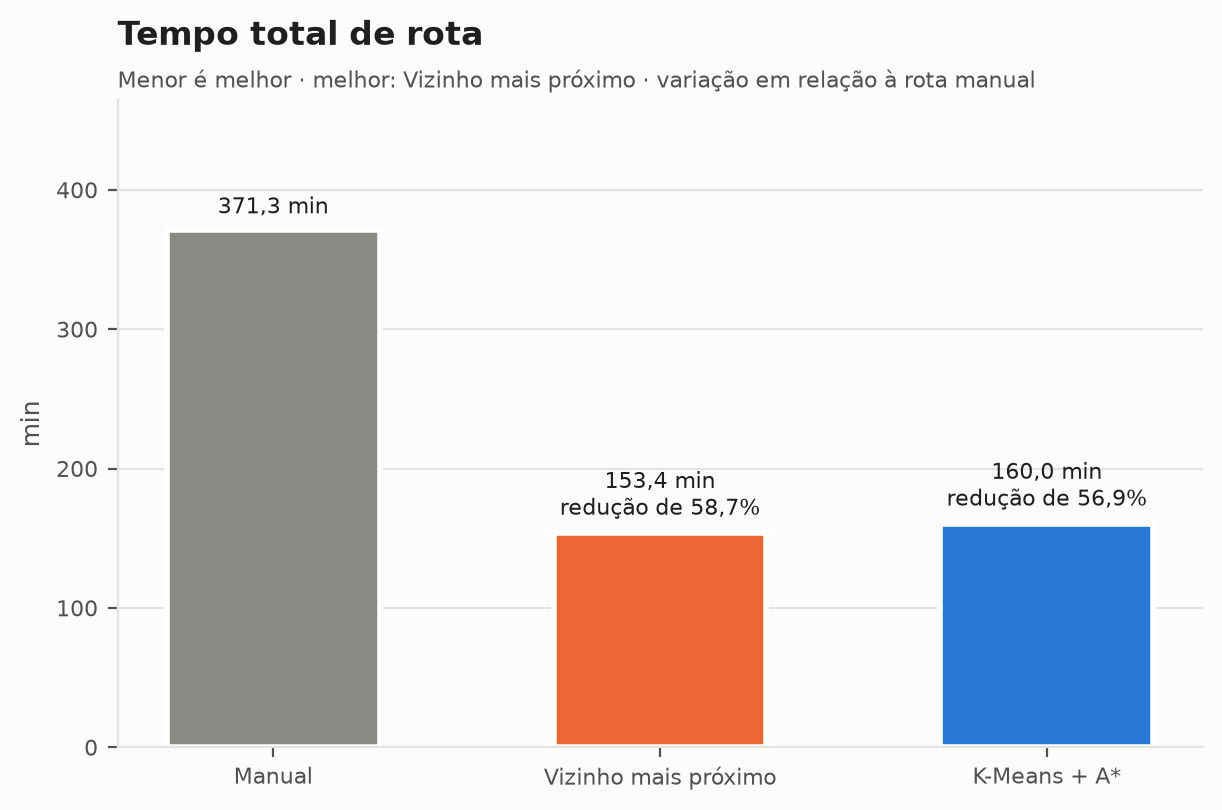 Tempo total de rota
Menor é melhor · melhor: Vizinho mais próximo · variação em relação à rota manual
min
400
300
200
100
0
371,3 min
153,4 min
redução de 58,7%
160,0 min
redução de 56,9%
Manual
Vizinho mais próximo
K-Means + A*